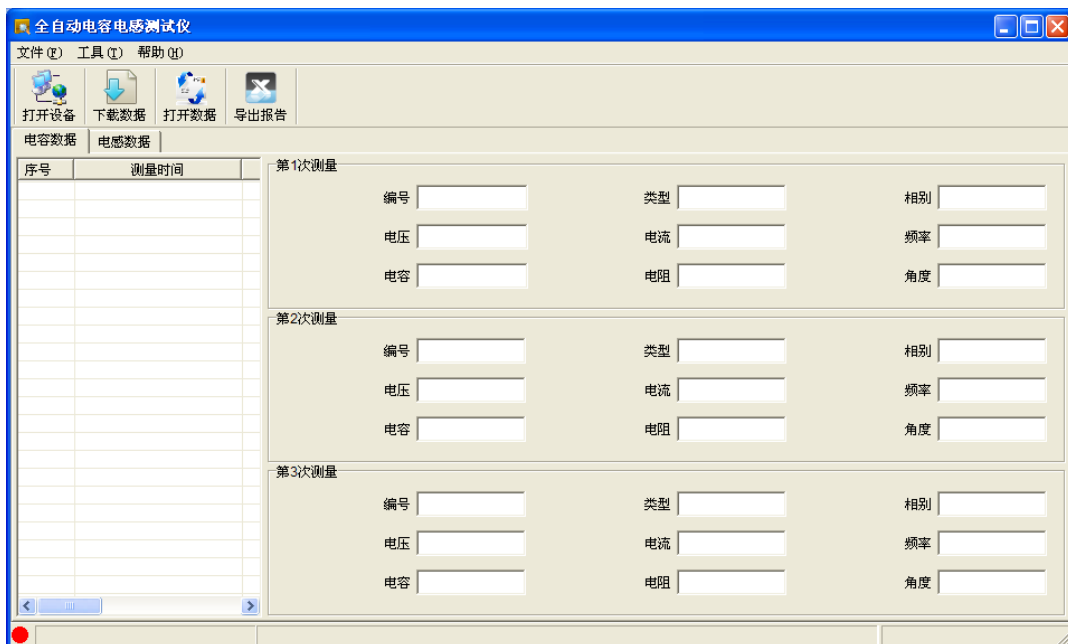 全自动电容电感测试仪
文件(F) 工具(T) 帮助(H)
打开设备 下载数据 打开数据 导出报告
电容数据 电感数据
序号 测量时间
第1次测量
编号 类型 相别
电压 电流 频率
电容 电阻 角度
第2次测量
编号 类型 相别
电压 电流 频率
电容 电阻 角度
第3次测量
编号 类型 相别
电压 电流 频率
电容 电阻 角度